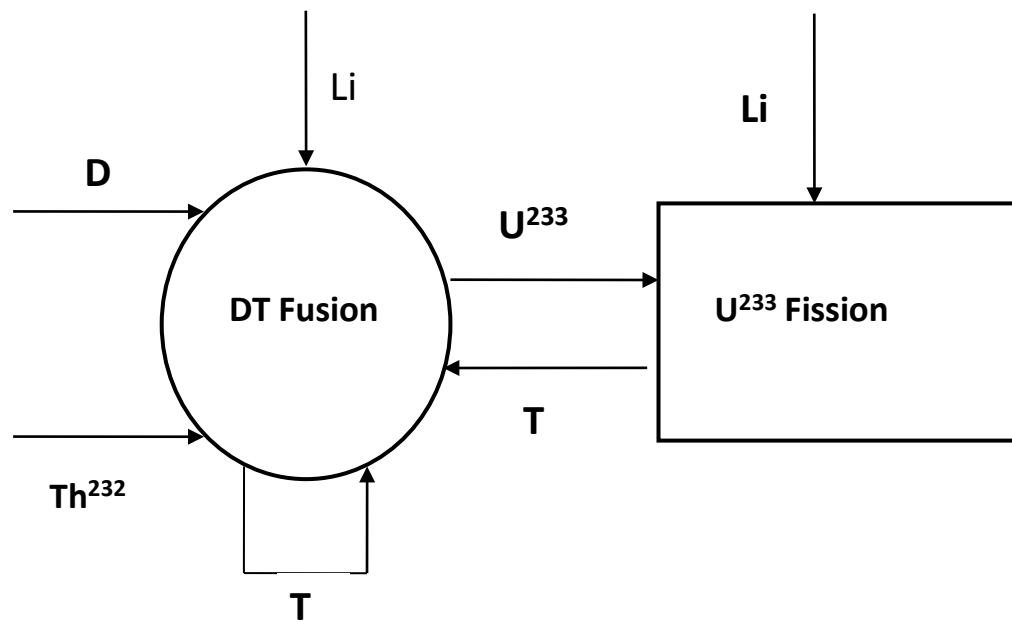 Li
Li
D
U²³³
DT Fusion
U²³³ Fission
T
Th²³²
T